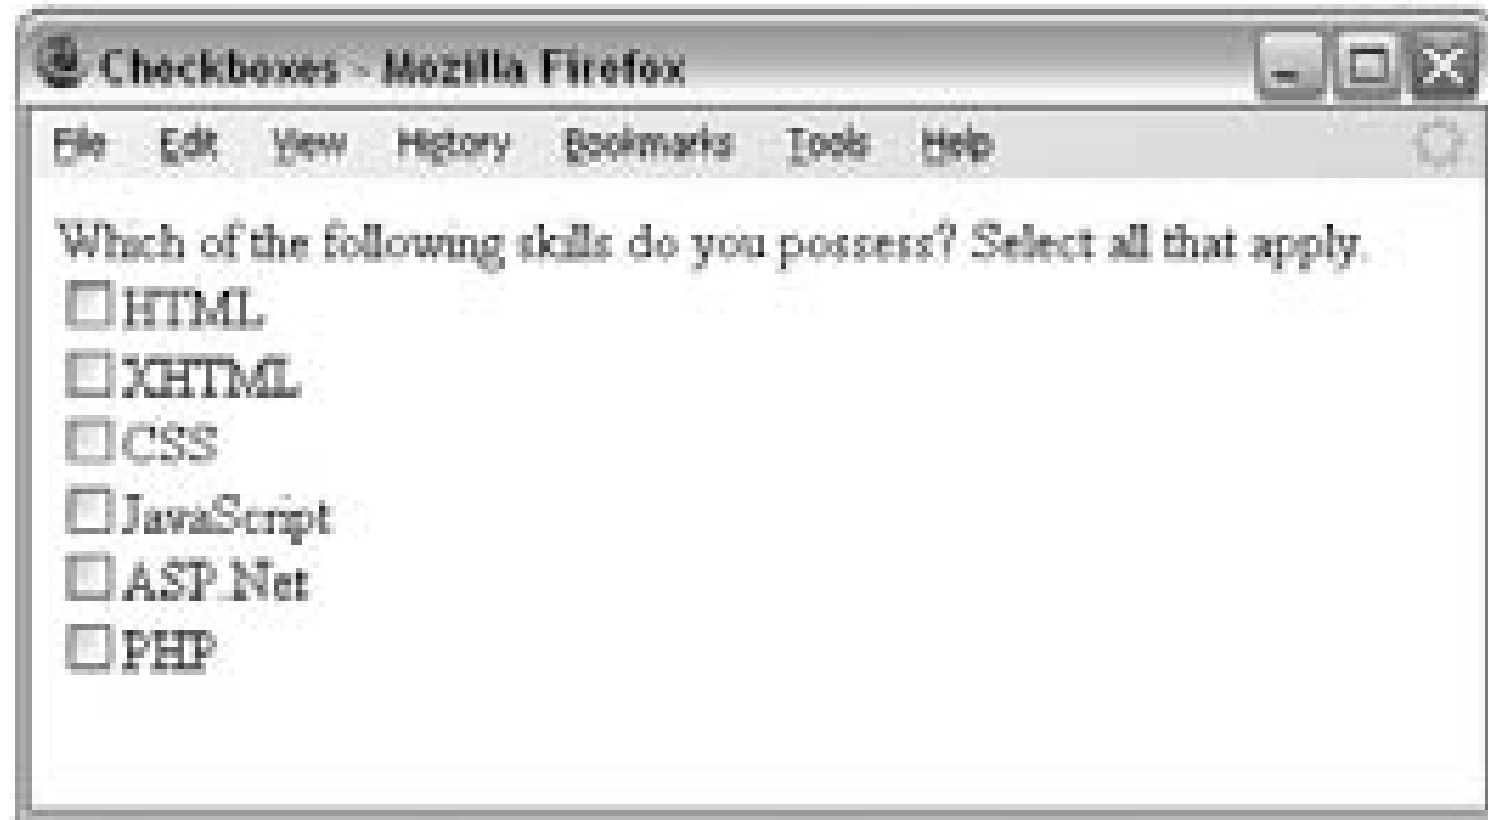 Checkboxes - Mozilla Firefox
File Edit View History Bookmarks Tools Help
Which of the following skills do you possess? Select all that apply.
HTML
XHTML
CSS
JavaScript
ASP.Net
PHP